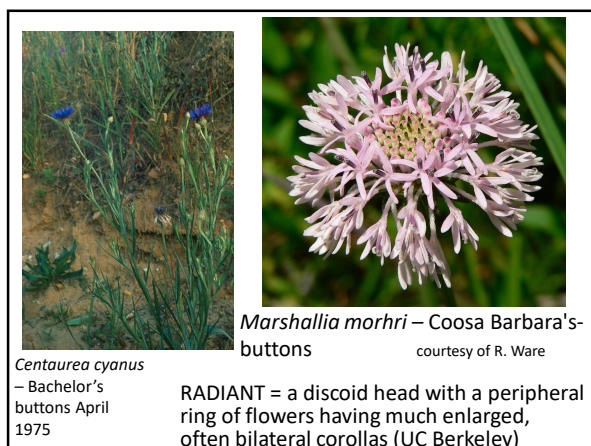 Marshallia morhri – Coosa Barbara's-
buttons courtesy of R. Ware
Centaurea cyanus
– Bachelor's
buttons April
1975
RADIANT = a discoid head with a peripheral
ring of flowers having much enlarged,
often bilateral corollas (UC Berkeley)